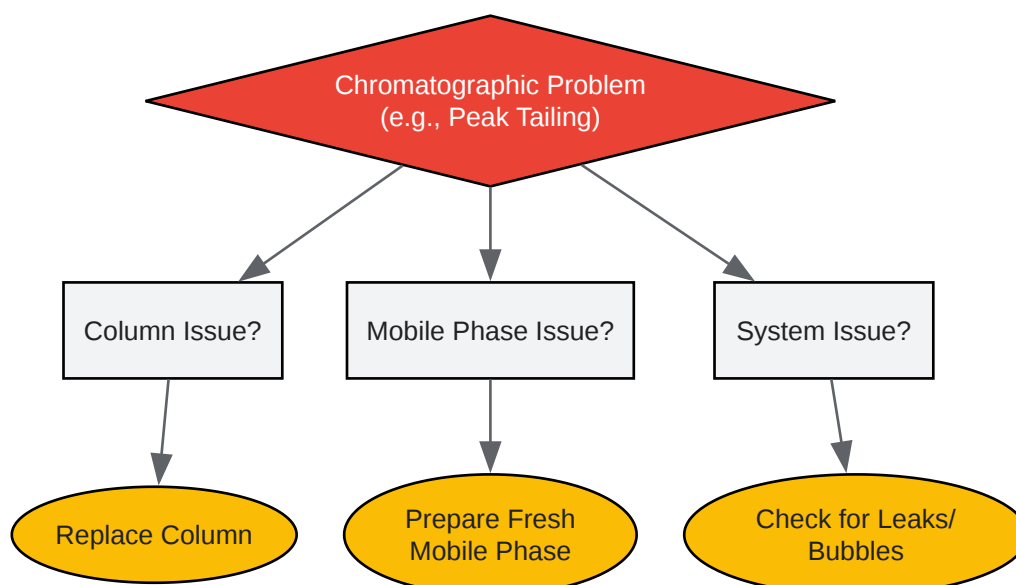 Chromatographic Problem
(e.g., Peak Tailing)
Column Issue?
Mobile Phase Issue?
System Issue?
Replace Column
Prepare Fresh
Mobile Phase
Check for Leaks/
Bubbles